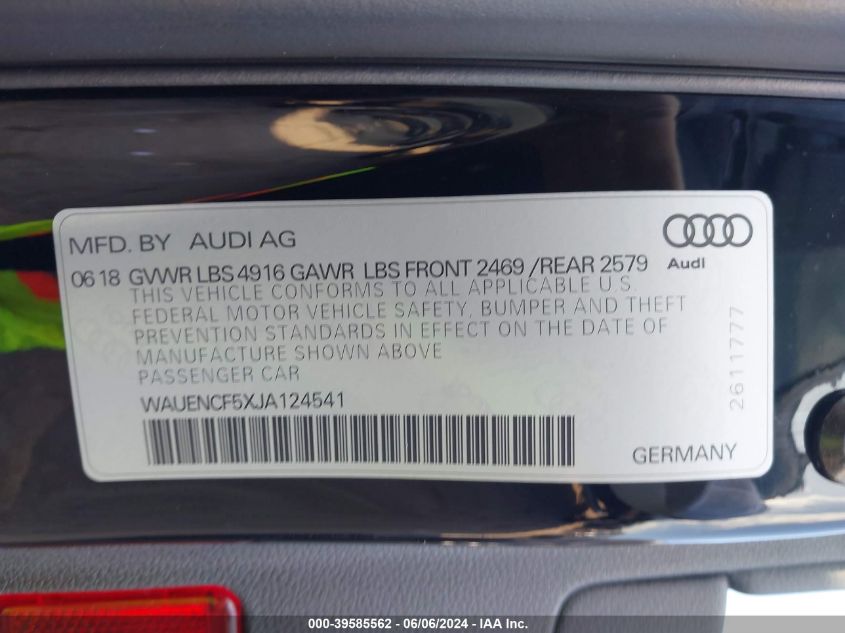 MFD. BY AUDI AG
Audi
06 18 GVWR LBS 4916 GAWR LBS FRONT 2469 /REAR 2579
THIS VEHICLE CONFORMS TO ALL APPLICABLE U.S.
FEDERAL MOTOR VEHICLE SAFETY, BUMPER AND THEFT
PREVENTION STANDARDS IN EFFECT ON THE DATE OF
MANUFACTURE SHOWN ABOVE
PASSENGER CAR
WAUENCF5XJA124541
GERMANY
2611777
000-39585562 - 06/06/2024 - IAA Inc.